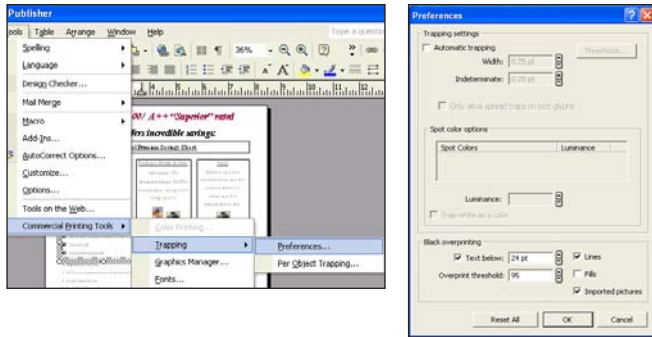 Publisher
ools Table Arrange Window Help Type a questio
Spelling
36%
Language
Design Checker...
Mail Merge
Macro
00/ A++ "Superior" rated
Add-Ins...
fers incredible savings:
AutoCorrect Options...
Customize...
Options...
Tools on the Web...
Commercial Printing Tools
Color Printing...
Trapping
Preferences...
Graphics Manager...
Per Object Trapping...
Fonts...
Preferences
Trapping settings
Automatic trapping
Thresholds...
Width: 0.25 pt
Indeterminate: 0.25 pt
Only allow spread traps on text glyphs
Spot color options
Spot Colors Luminance
Luminance:
Trap white as a color
Black overprinting
Text below: 24 pt Lines
Overprint threshold: 95 Fills
Imported pictures
Reset All OK Cancel